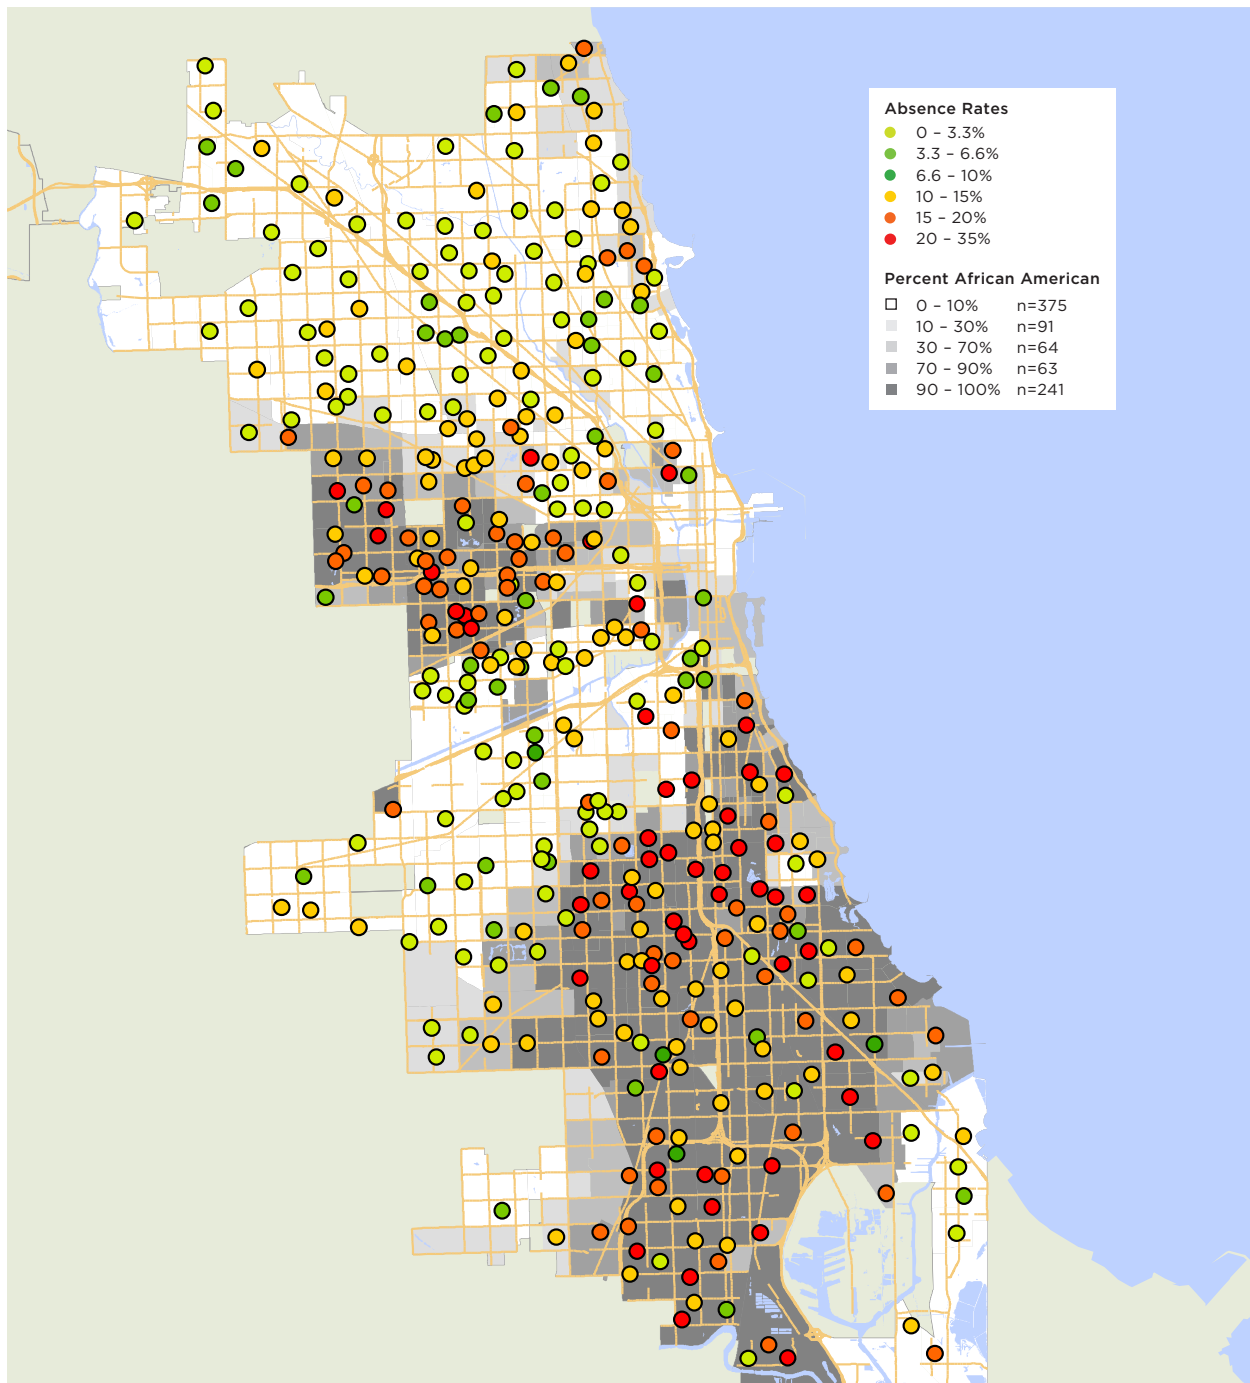 Absence Rates
0 – 3.3%
3.3 – 6.6%
6.6 – 10%
10 – 15%
15 – 20%
20 – 35%
Percent African American
0 – 10% n=375
10 – 30% n=91
30 – 70% n=64
70 – 90% n=63
90 – 100% n=241